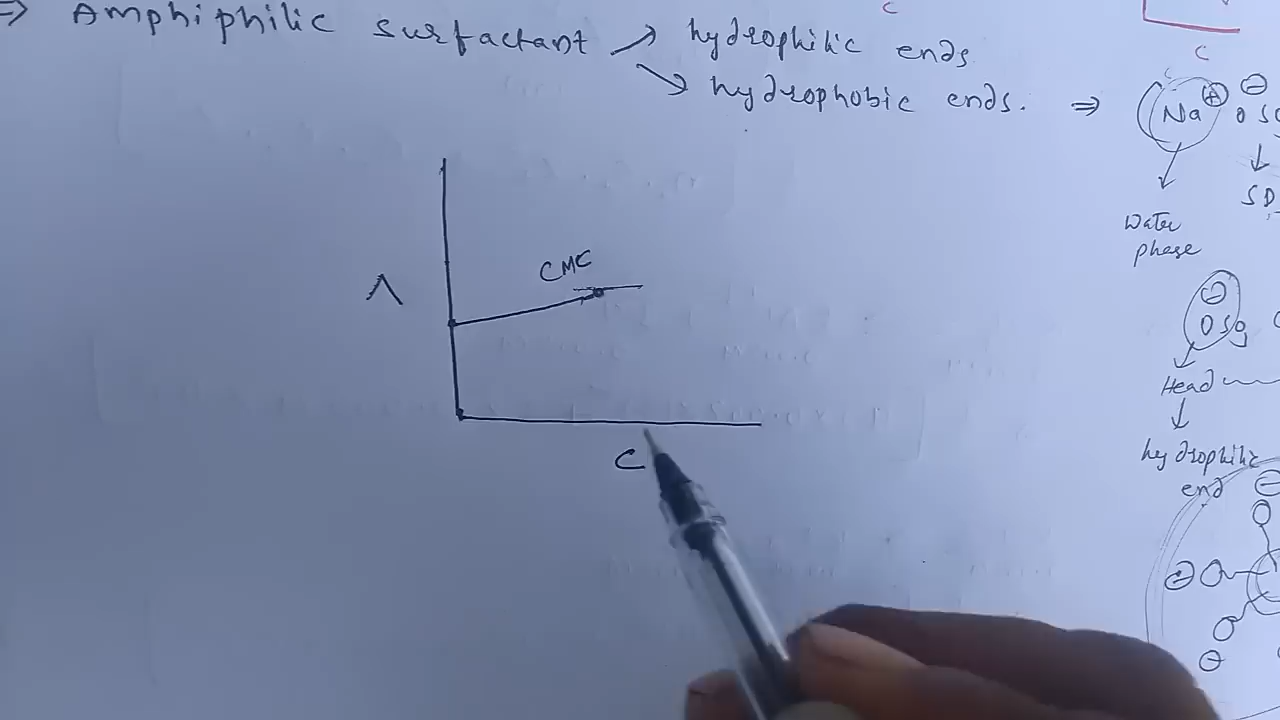 ⇒ Amphiphilic surfactant ↗ hydrophilic ends
↘ hydrophobic ends. ⇒
C
C
Na⊕ ⊖
Water
phase
CMC
Λ
C
⊖
Head
hydrophilic
end ⊖
⊕
⊖